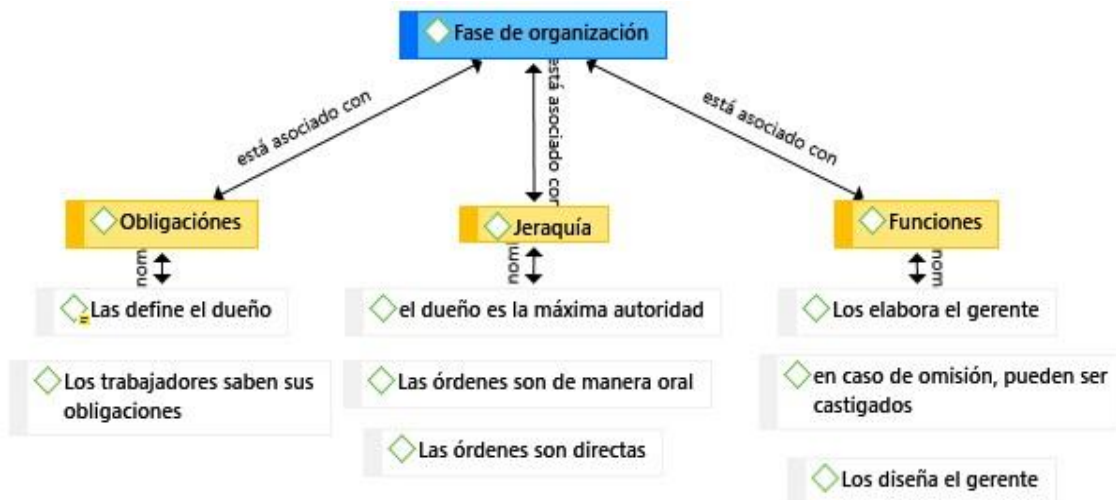 Fase de organización
está asociado con
está asociado con
está asociado con
Obligaciónes
Jeraquía
Funciones
nom
nom
nom
Las define el dueño
el dueño es la máxima autoridad
Los elabora el gerente
Los trabajadores saben sus
obligaciones
Las órdenes son de manera oral
en caso de omisión, pueden ser
castigados
Las órdenes son directas
Los diseña el gerente